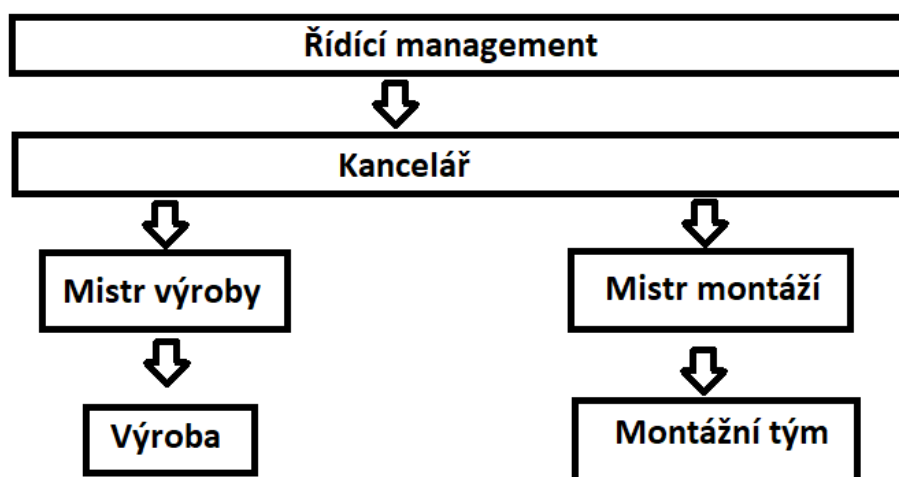 Řídící management
Kancelář
Mistr výroby
Mistr montáží
Výroba
Montážní tým